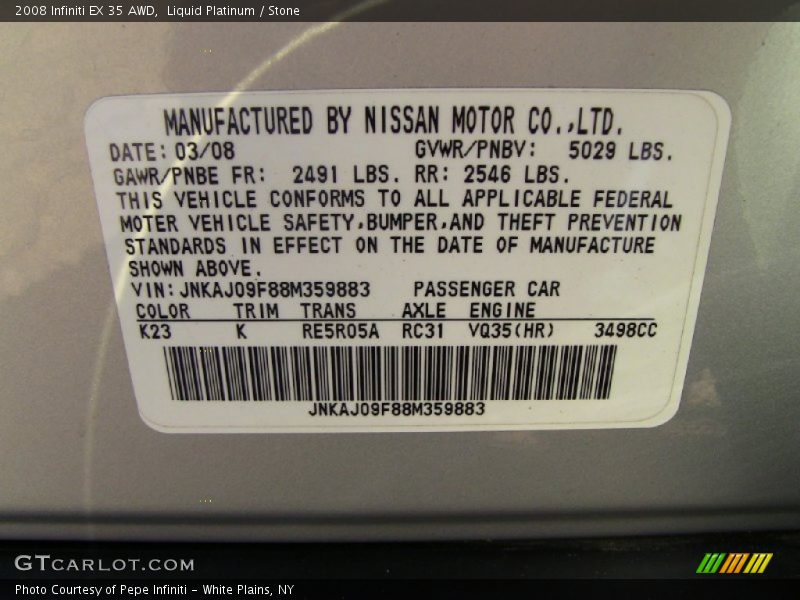 2008 Infiniti EX 35 AWD,  Liquid Platinum / Stone
MANUFACTURED BY NISSAN MOTOR CO.,LTD.
DATE: 03/08 GVWR/PNBV: 5029 LBS.
GAWR/PNBE FR: 2491 LBS. RR: 2546 LBS.
THIS VEHICLE CONFORMS TO ALL APPLICABLE FEDERAL
MOTER VEHICLE SAFETY,BUMPER,AND THEFT PREVENTION
STANDARDS IN EFFECT ON THE DATE OF MANUFACTURE
SHOWN ABOVE.
VIN: JNKAJ09F88M359883 PASSENGER CAR
COLOR TRIM TRANS AXLE ENGINE
K23 K RE5R05A RC31 VQ35(HR) 3498CC
JNKAJ09F88M359883
GTCARLOT.COM
Photo Courtesy of Pepe Infiniti - White Plains, NY